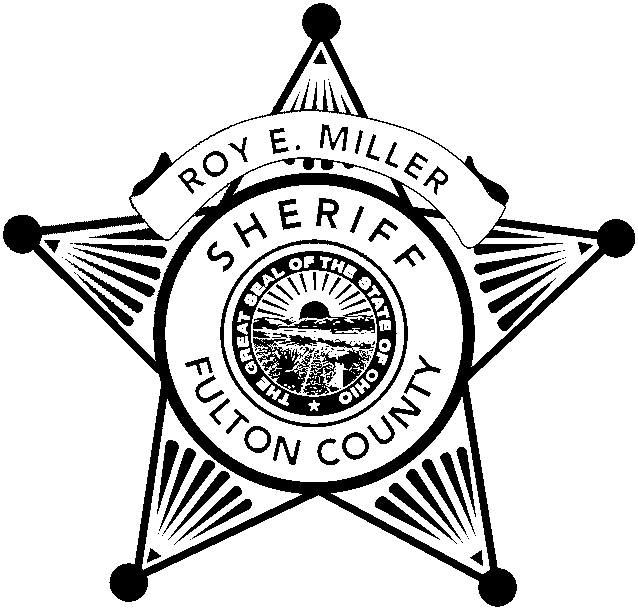 ROY E. MILLER
SHERIFF
THE GREAT SEAL OF THE STATE OF OHIO
FULTON COUNTY